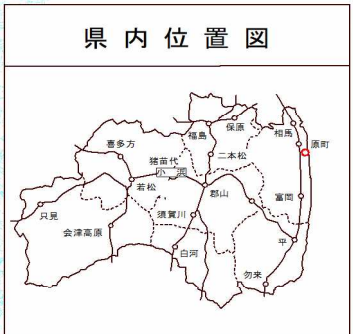 県内位置図
保原
福島
相馬
原町
喜多方
猪苗代
二本松
若松
郡山
富岡
只見
須賀川
会津高原
平
白河
勿来